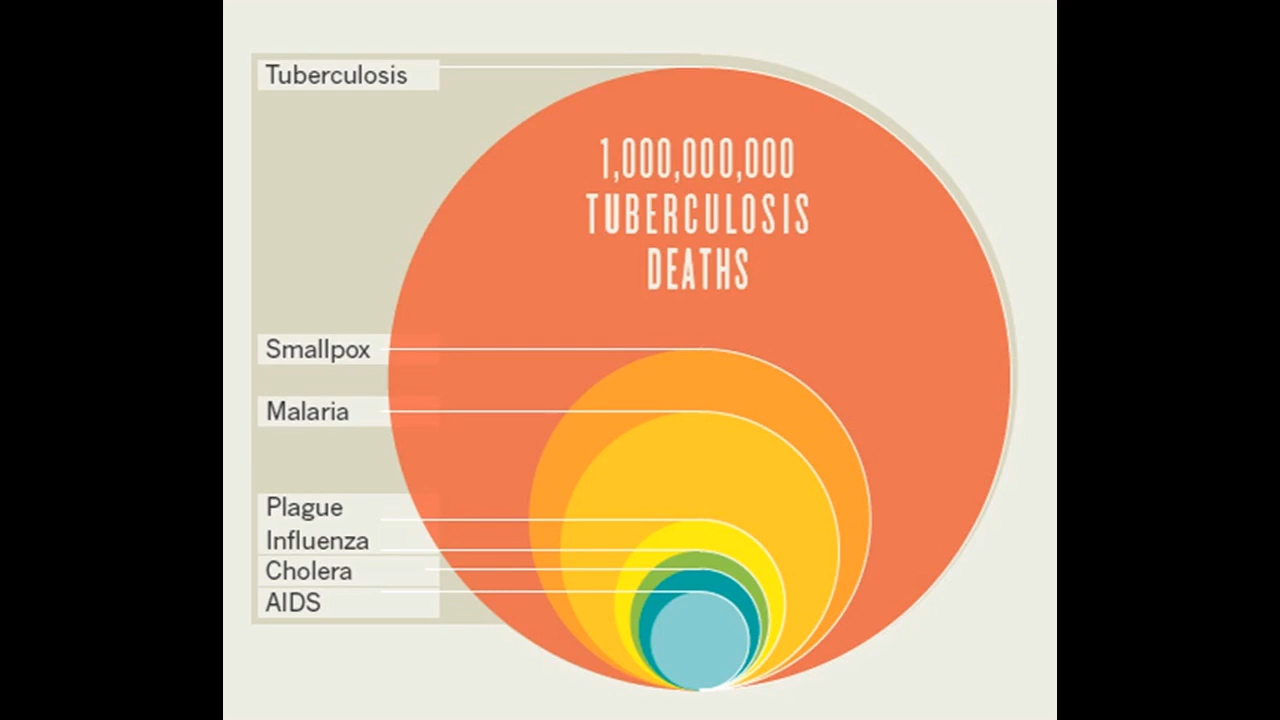 Tuberculosis
1,000,000,000
TUBERCULOSIS
DEATHS
Smallpox
Malaria
Plague
Influenza
Cholera
AIDS